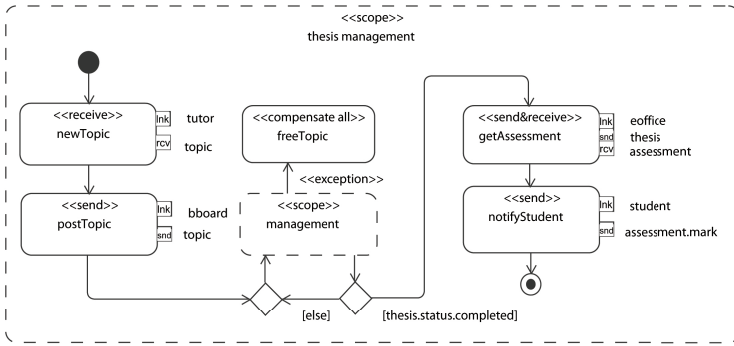 <<scope>>
thesis management
<<receive>>
newTopic
lnk tutor
rcv topic
<<send>>
postTopic
lnk bboard
snd topic
<<compensate all>>
freeTopic
<<exception>>
<<scope>>
management
[else]
[thesis.status.completed]
<<send&receive>>
getAssessment
lnk eoffice
snd thesis
rcv assessment
<<send>>
notifyStudent
lnk student
snd assessment.mark